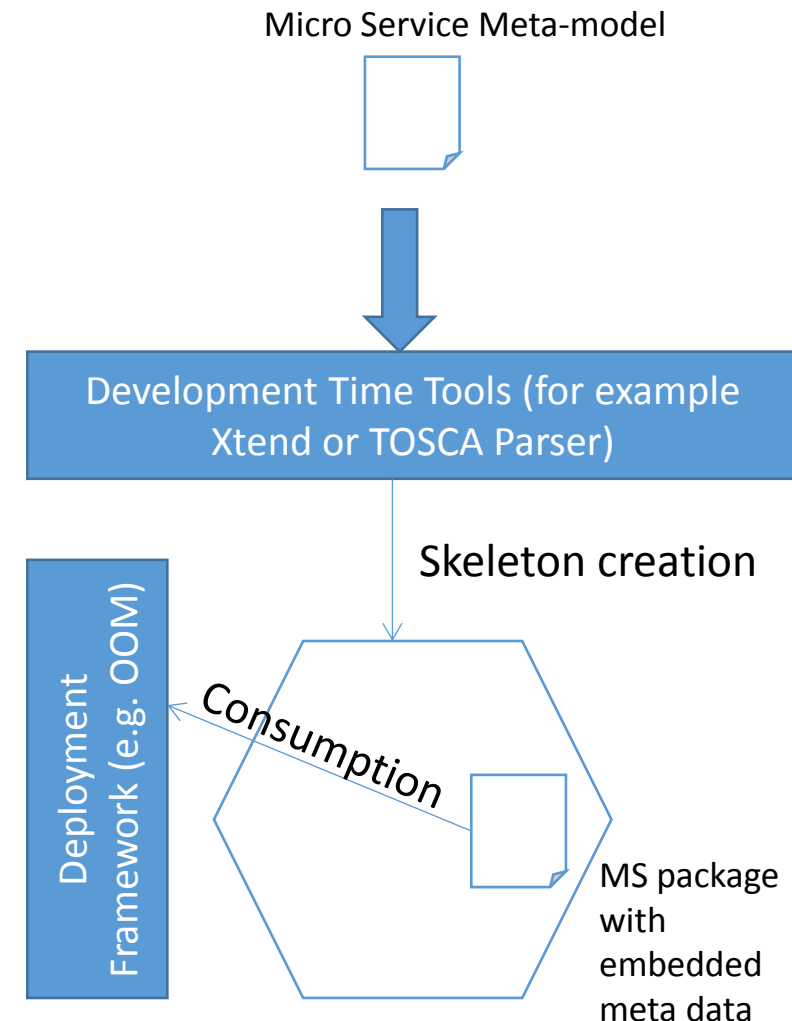 Micro Service Meta-model
Development Time Tools (for example
Xtend or TOSCA Parser)
Skeleton creation
Deployment
Framework (e.g. OOM)
Consumption
MS package
with
embedded
meta data